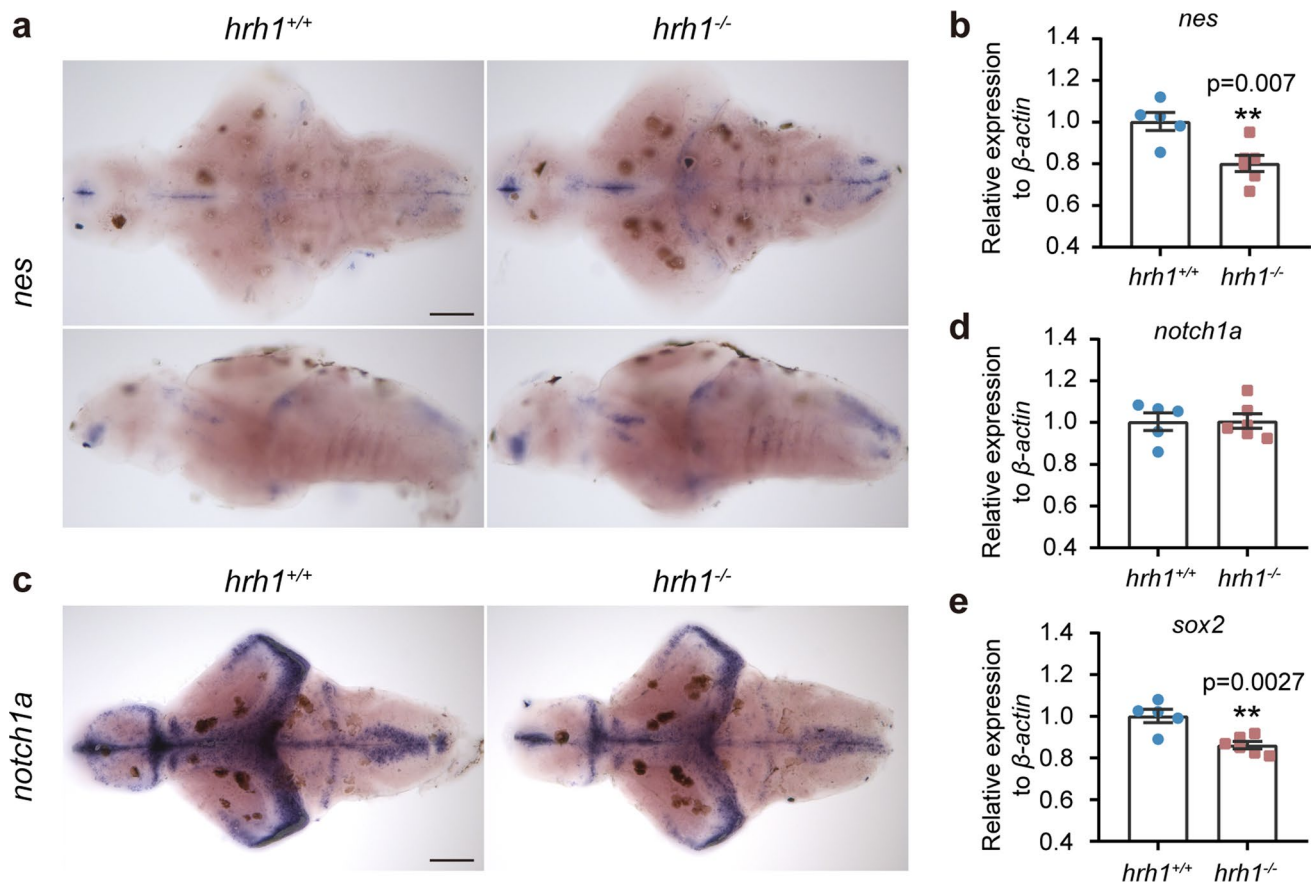 a
hrh1+/+
hrh1-/-
nes
b
nes
Relative expression
to β-actin
1.4
1.2
1.0
0.8
0.6
0.4
p=0.007
**
hrh1+/+
hrh1-/-
c
hrh1+/+
hrh1-/-
notch1a
d
notch1a
Relative expression
to β-actin
1.4
1.2
1.0
0.8
0.6
0.4
hrh1+/+
hrh1-/-
e
sox2
Relative expression
to β-actin
1.4
1.2
1.0
0.8
0.6
0.4
p=0.0027
**
hrh1+/+
hrh1-/-